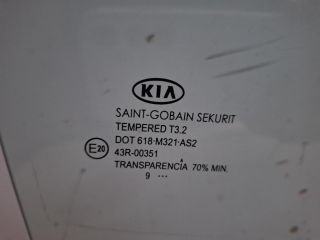 KIA
SAINT-GOBAIN SEKURIT
TEMPERED T3.2
DOT 618·M321·AS2
E20 43R-00351
TRANSPARENCIA 70% MIN.
9 ...